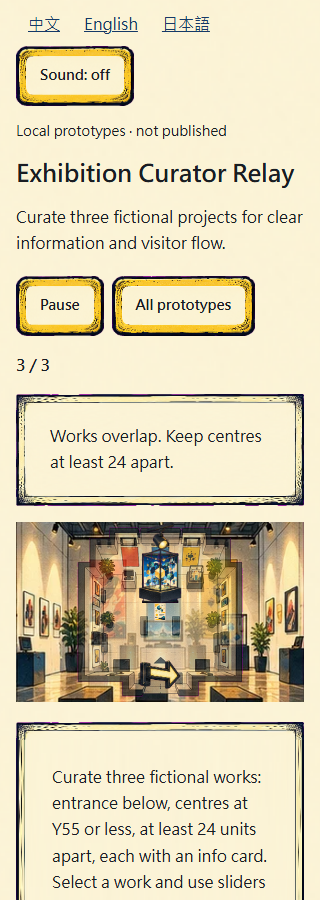 中文 English 日本語
Sound: off
Local prototypes · not published
Exhibition Curator Relay
Curate three fictional projects for clear
information and visitor flow.
Pause All prototypes
3 / 3
Works overlap. Keep centres
at least 24 apart.
Curate three fictional works:
entrance below, centres at
Y55 or less, at least 24 units
apart, each with an info card.
Select a work and use sliders